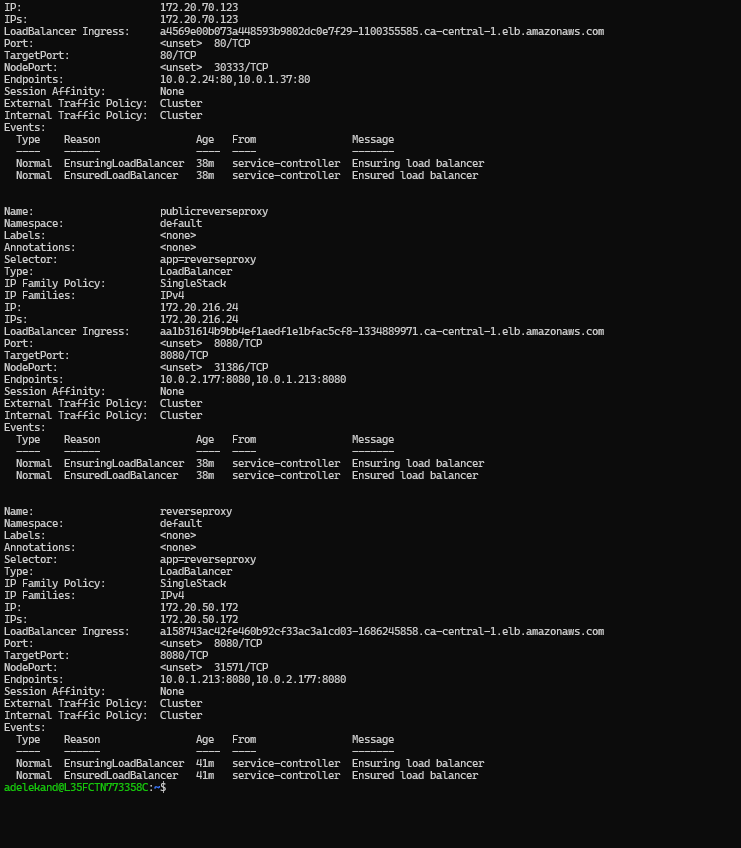 IP:                       172.20.70.123
IPs:                      172.20.70.123
LoadBalancer Ingress:     a4569e00b073a448593b9802dc0e7f29-1100355585.ca-central-1.elb.amazonaws.com
Port:                     <unset>  80/TCP
TargetPort:               80/TCP
NodePort:                 <unset>  30333/TCP
Endpoints:                10.0.2.24:80,10.0.1.37:80
Session Affinity:         None
External Traffic Policy:  Cluster
Internal Traffic Policy:  Cluster
Events:
  Type    Reason                Age   From                Message
  ----    ------                ----  ----                -------
  Normal  EnsuringLoadBalancer  38m   service-controller  Ensuring load balancer
  Normal  EnsuredLoadBalancer   38m   service-controller  Ensured load balancer
Name:                     publicreverseproxy
Namespace:                default
Labels:                   <none>
Annotations:              <none>
Selector:                 app=reverseproxy
Type:                     LoadBalancer
IP Family Policy:         SingleStack
IP Families:              IPv4
IP:                       172.20.216.24
IPs:                      172.20.216.24
LoadBalancer Ingress:     aa1b31614b9bb4ef1aedf1e1bfac5cf8-1334889971.ca-central-1.elb.amazonaws.com
Port:                     <unset>  8080/TCP
TargetPort:               8080/TCP
NodePort:                 <unset>  31386/TCP
Endpoints:                10.0.2.177:8080,10.0.1.213:8080
Session Affinity:         None
External Traffic Policy:  Cluster
Internal Traffic Policy:  Cluster
Events:
  Type    Reason                Age   From                Message
  ----    ------                ----  ----                -------
  Normal  EnsuringLoadBalancer  38m   service-controller  Ensuring load balancer
  Normal  EnsuredLoadBalancer   38m   service-controller  Ensured load balancer
Name:                     reverseproxy
Namespace:                default
Labels:                   <none>
Annotations:              <none>
Selector:                 app=reverseproxy
Type:                     LoadBalancer
IP Family Policy:         SingleStack
IP Families:              IPv4
IP:                       172.20.50.172
IPs:                      172.20.50.172
LoadBalancer Ingress:     a158743ac42fe460b92cf33ac3a1cd03-1686245858.ca-central-1.elb.amazonaws.com
Port:                     <unset>  8080/TCP
TargetPort:               8080/TCP
NodePort:                 <unset>  31571/TCP
Endpoints:                10.0.1.213:8080,10.0.2.177:8080
Session Affinity:         None
External Traffic Policy:  Cluster
Internal Traffic Policy:  Cluster
Events:
  Type    Reason                Age   From                Message
  ----    ------                ----  ----                -------
  Normal  EnsuringLoadBalancer  41m   service-controller  Ensuring load balancer
  Normal  EnsuredLoadBalancer   41m   service-controller  Ensured load balancer
adelekand@L35FCTN773358C:~$